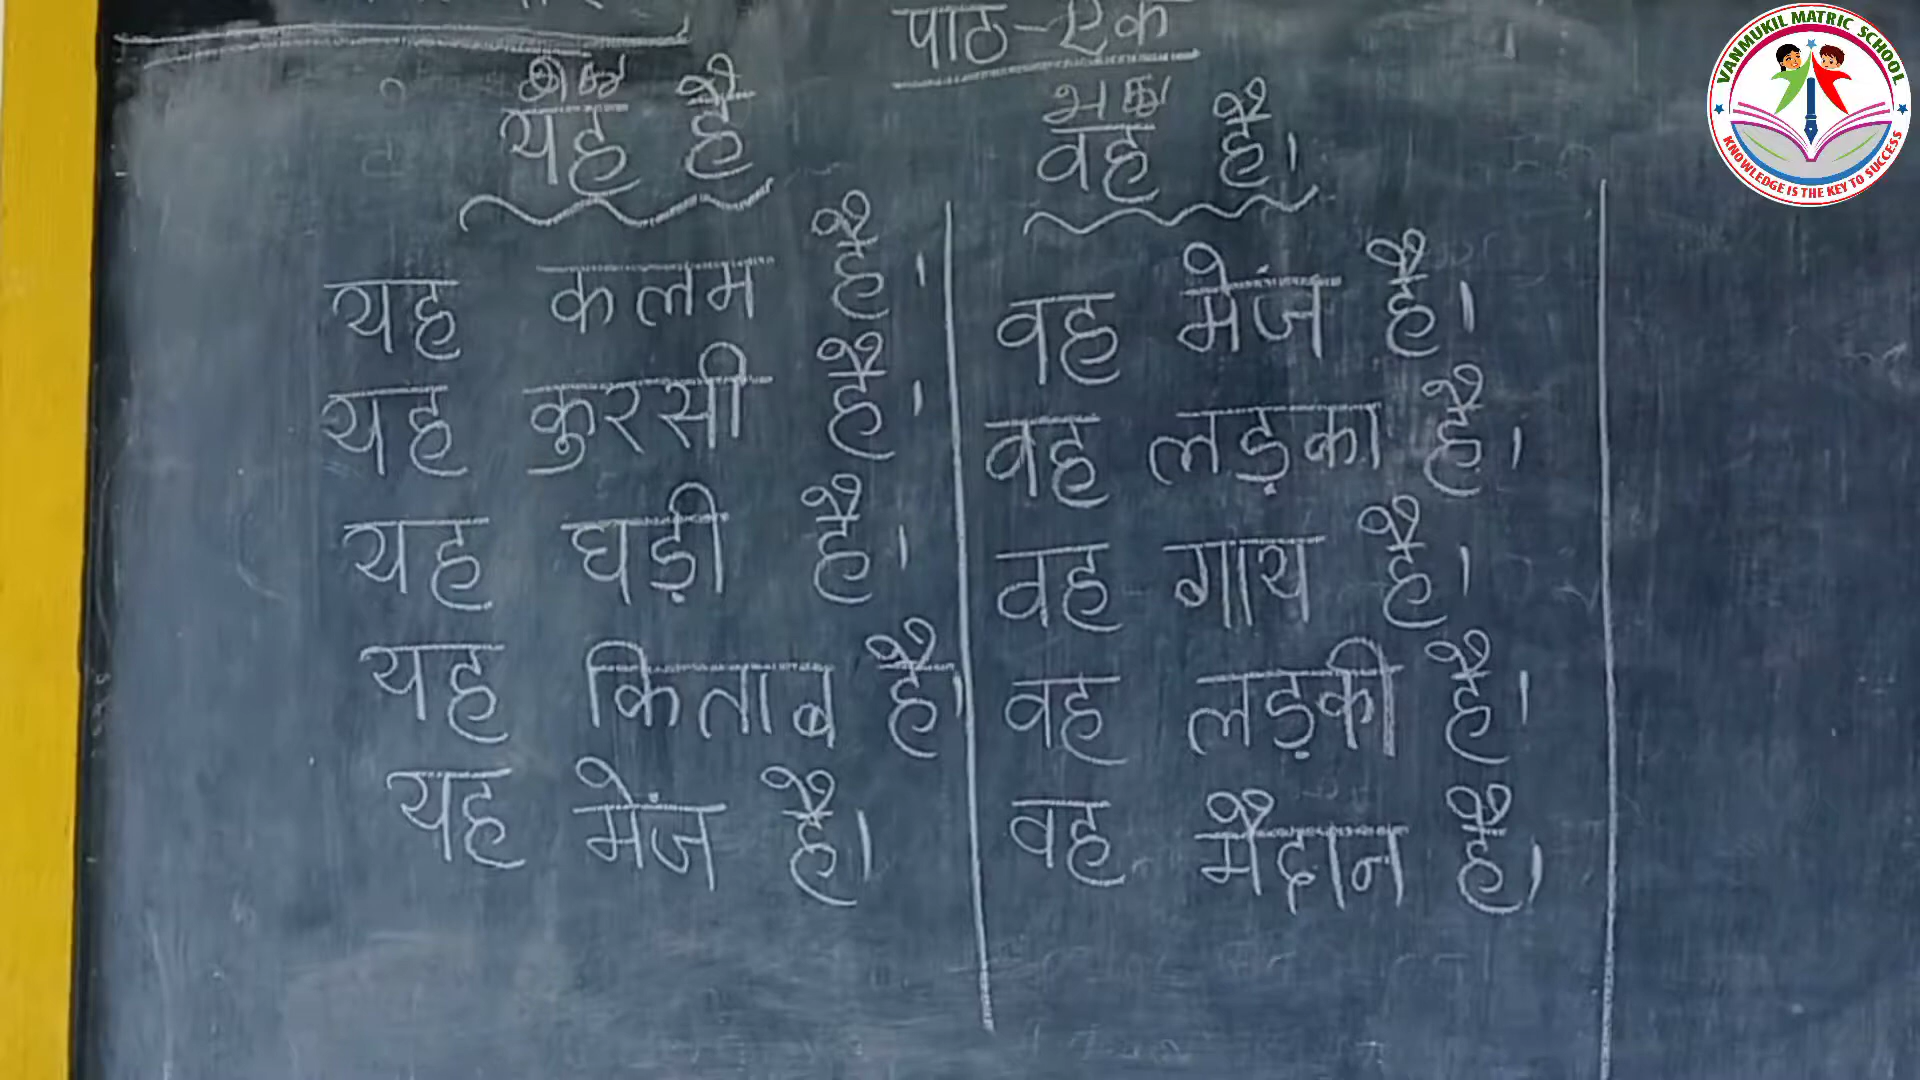 पाठ-एक
यह है
यह कलम है।
यह कुरसी है।
यह घड़ी है।
यह किताब है।
यह मेंज है।
वह है।
वह मेंज है।
वह लड़का है।
वह गाय है।
वह लड़की है।
वह मैदान है।
VANMUKIL MATRIC SCHOOL
KNOWLEDGE IS THE KEY TO SUCCESS